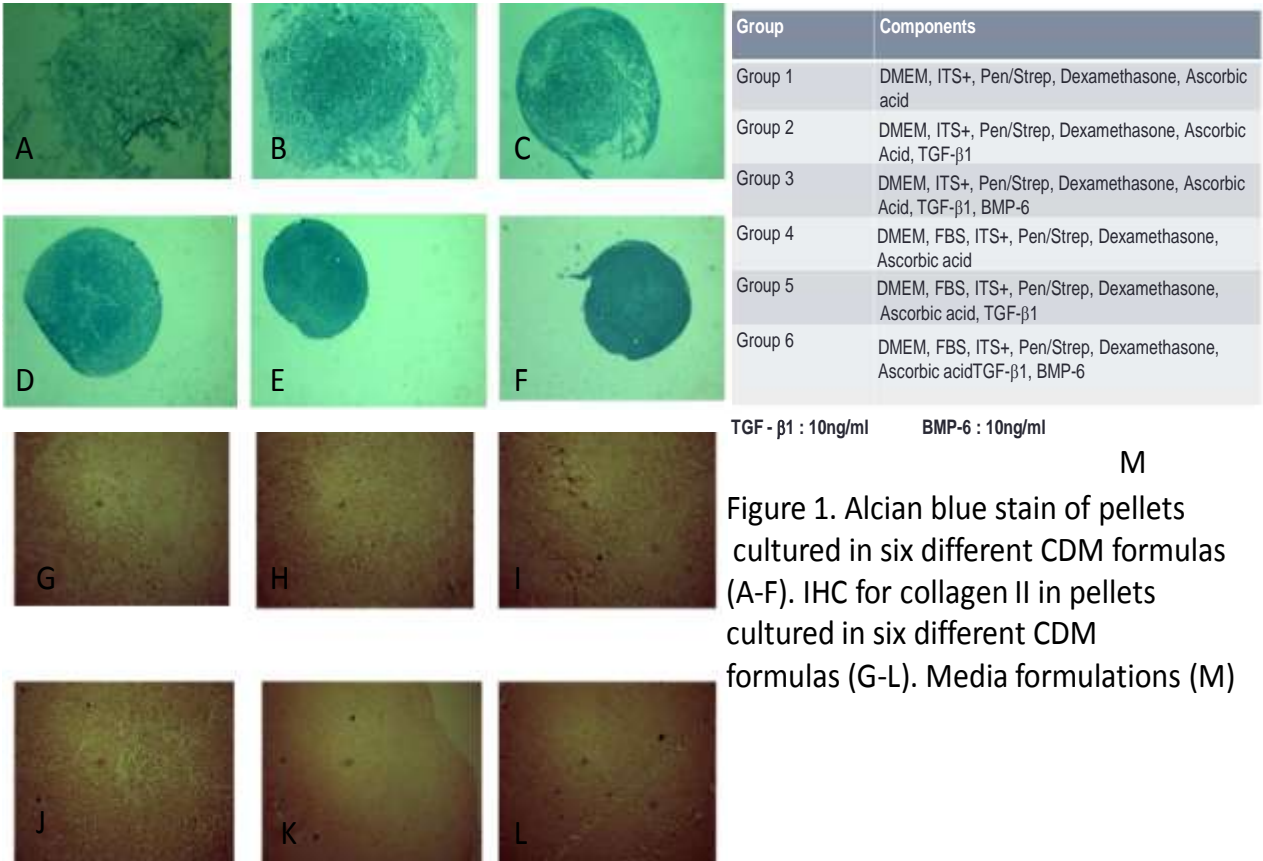 A
B
C
D
E
F
G
H
I
J
K
L
Group Components
Group 1 DMEM, ITS+, Pen/Strep, Dexamethasone, Ascorbic
acid
Group 2 DMEM, ITS+, Pen/Strep, Dexamethasone, Ascorbic
Acid, TGF-β1
Group 3 DMEM, ITS+, Pen/Strep, Dexamethasone, Ascorbic
Acid, TGF-β1, BMP-6
Group 4 DMEM, FBS, ITS+, Pen/Strep, Dexamethasone,
Ascorbic acid
Group 5 DMEM, FBS, ITS+, Pen/Strep, Dexamethasone,
Ascorbic acid, TGF-β1
Group 6 DMEM, FBS, ITS+, Pen/Strep, Dexamethasone,
Ascorbic acidTGF-β1, BMP-6
TGF - β1 : 10ng/ml BMP-6 : 10ng/ml
M
Figure 1. Alcian blue stain of pellets
cultured in six different CDM formulas
(A-F). IHC for collagen II in pellets
cultured in six different CDM
formulas (G-L). Media formulations (M)